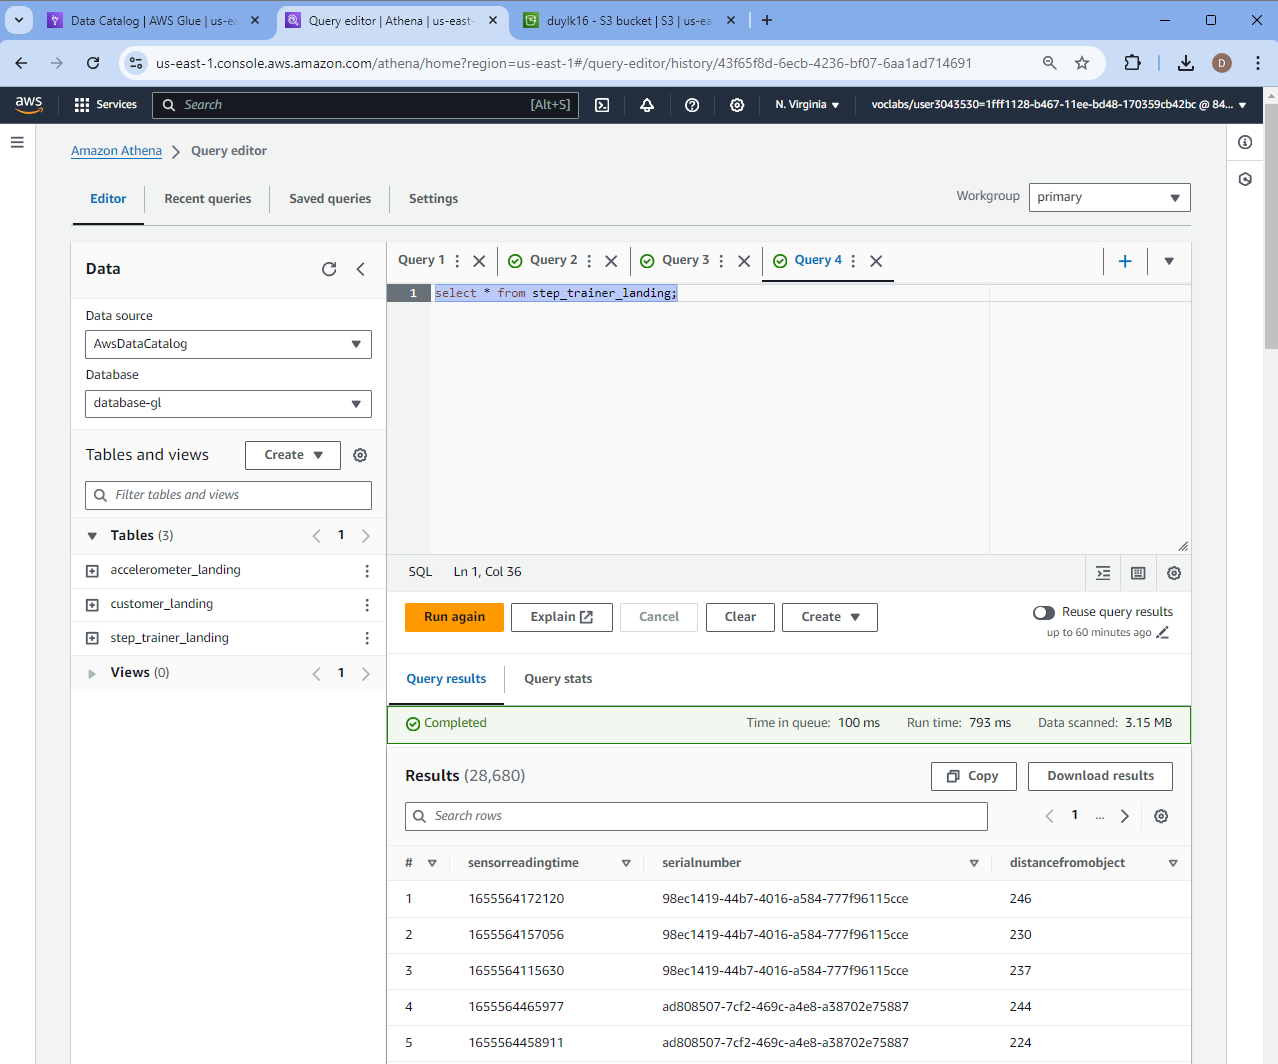 Data Catalog | AWS Glue | us-ea
Query editor | Athena | us-east-
duylk16 - S3 bucket | S3 | us-ea
us-east-1.console.aws.amazon.com/athena/home?region=us-east-1#/query-editor/history/43f65f8d-6ecb-4236-bf07-6aa1ad714691
D
aws
Services
Search
[Alt+S]
N. Virginia
voclabs/user3043530=1fff1128-b467-11ee-bd48-170359cb42bc @ 84...
Amazon Athena
Query editor
Editor
Recent queries
Saved queries
Settings
Workgroup
primary
Data
Data source
AwsDataCatalog
Database
database-gl
Tables and views
Create
Filter tables and views
Tables (3)
1
accelerometer_landing
customer_landing
step_trainer_landing
Views (0)
1
Query 1
Query 2
Query 3
Query 4
1
select * from step_trainer_landing;
SQL
Ln 1, Col 36
Run again
Explain
Cancel
Clear
Create
Reuse query results
up to 60 minutes ago
Query results
Query stats
Completed
Time in queue: 100 ms
Run time: 793 ms
Data scanned: 3.15 MB
Results (28,680)
Copy
Download results
Search rows
1
...
# sensorreadingtime serialnumber distancefromobject
1 1655564172120 98ec1419-44b7-4016-a584-777f96115cce 246
2 1655564157056 98ec1419-44b7-4016-a584-777f96115cce 230
3 1655564115630 98ec1419-44b7-4016-a584-777f96115cce 237
4 1655564465977 ad808507-7cf2-469c-a4e8-a38702e75887 244
5 1655564458911 ad808507-7cf2-469c-a4e8-a38702e75887 224